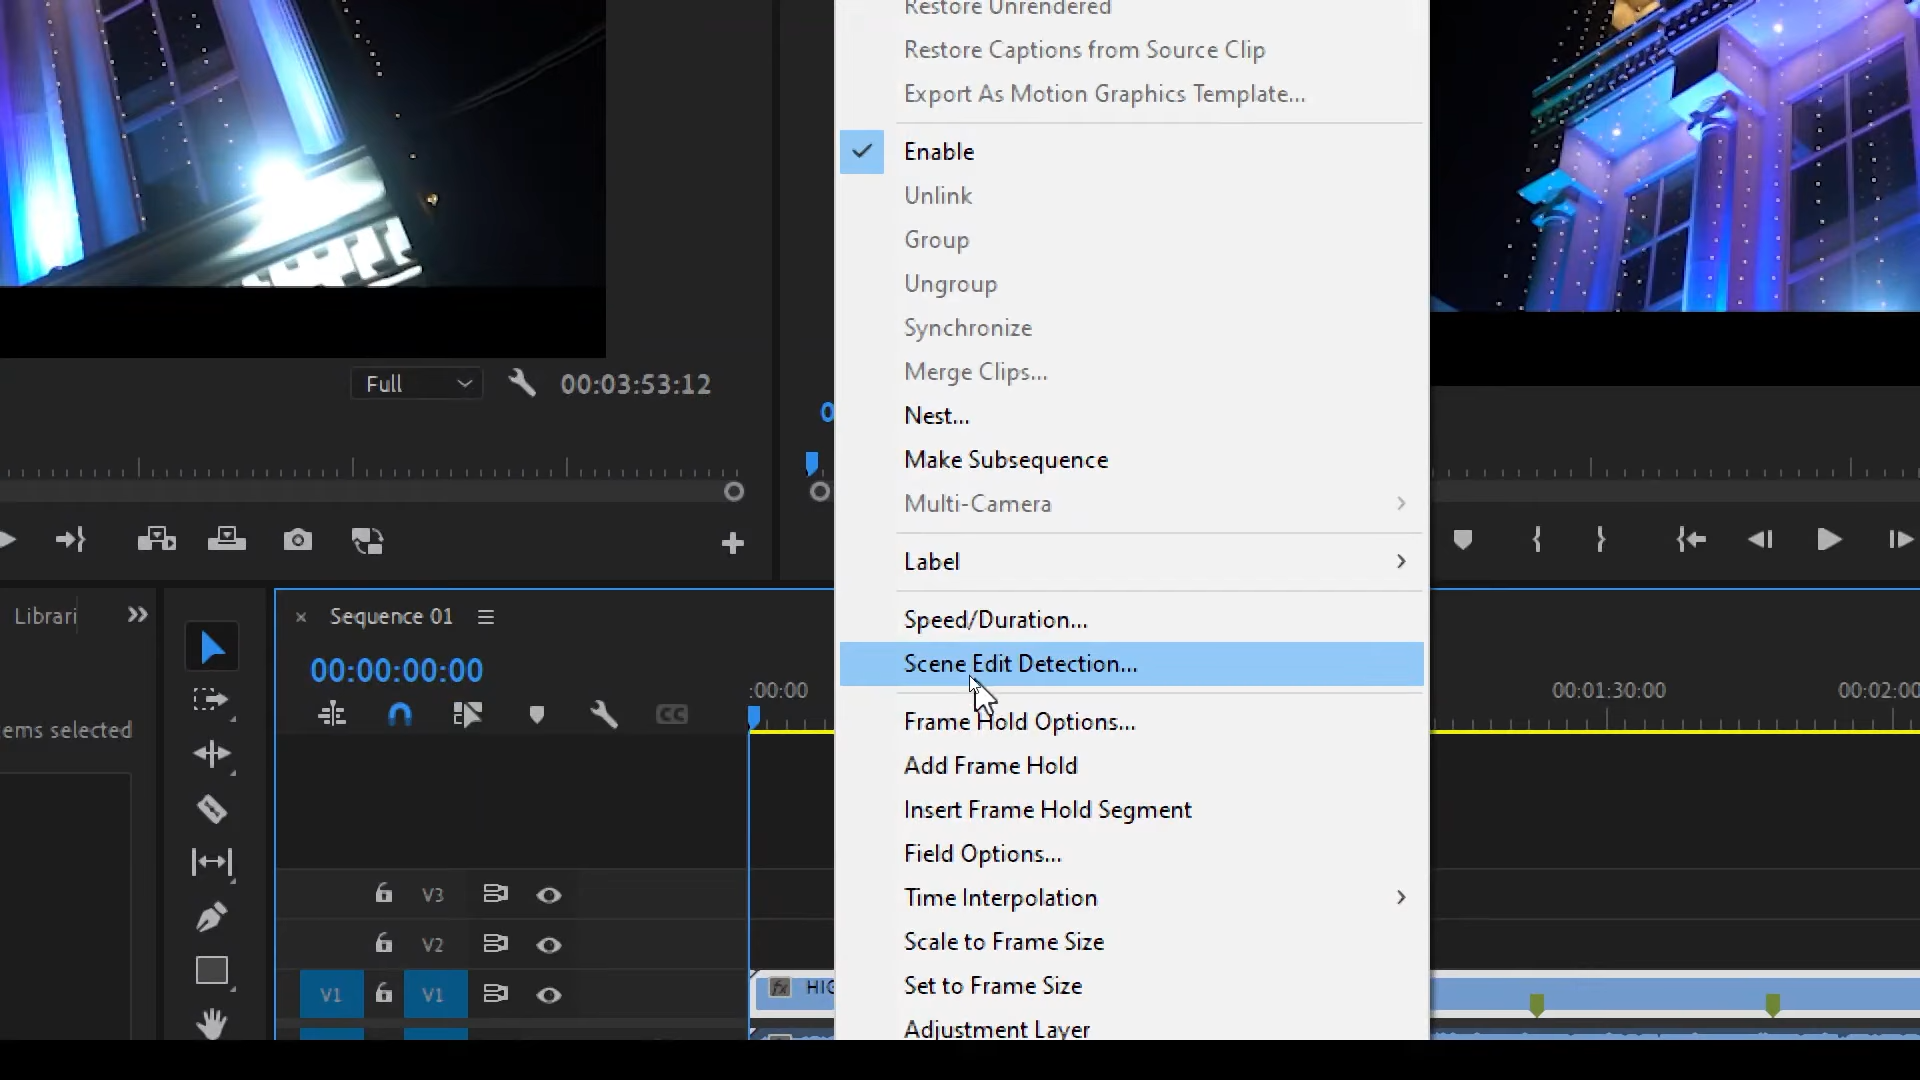 Restore Unrendered
Restore Captions from Source Clip
Export As Motion Graphics Template...
Enable
Unlink
Group
Ungroup
Synchronize
Merge Clips...
Nest...
Make Subsequence
Multi-Camera
Label
Speed/Duration...
Scene Edit Detection...
Frame Hold Options...
Add Frame Hold
Insert Frame Hold Segment
Field Options...
Time Interpolation
Scale to Frame Size
Set to Frame Size
Adjustment Layer
Full
00:03:53:12
0
Librari
ems selected
Sequence 01
00:00:00:00
CC
:00:00
00:01:30:00
00:02:00
V3
V2
V1
V1
fx
HIG